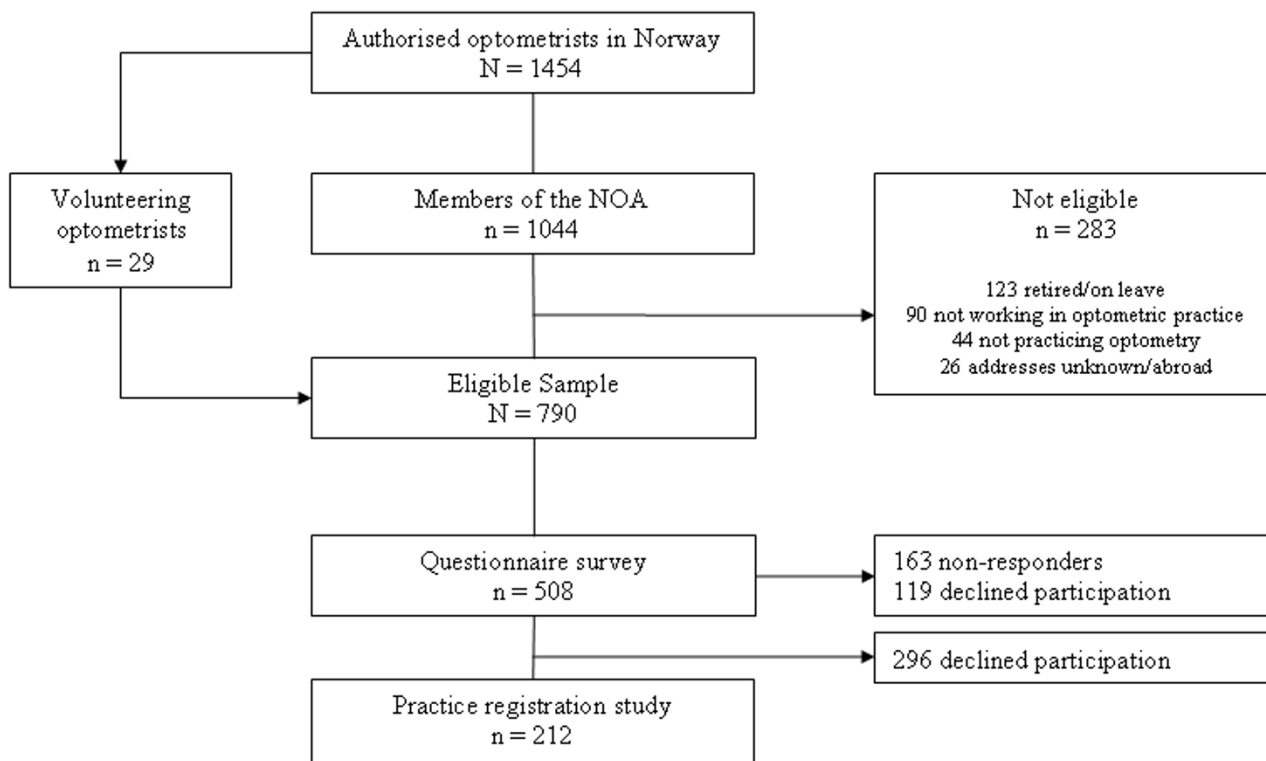 Authorised optometrists in Norway
N = 1454
Volunteering
optometrists
n = 29
Members of the NOA
n = 1044
Not eligible
n = 283
123 retired/on leave
90 not working in optometric practice
44 not practicing optometry
26 addresses unknown/abroad
Eligible Sample
N = 790
Questionnaire survey
n = 508
163 non-responders
119 declined participation
296 declined participation
Practice registration study
n = 212